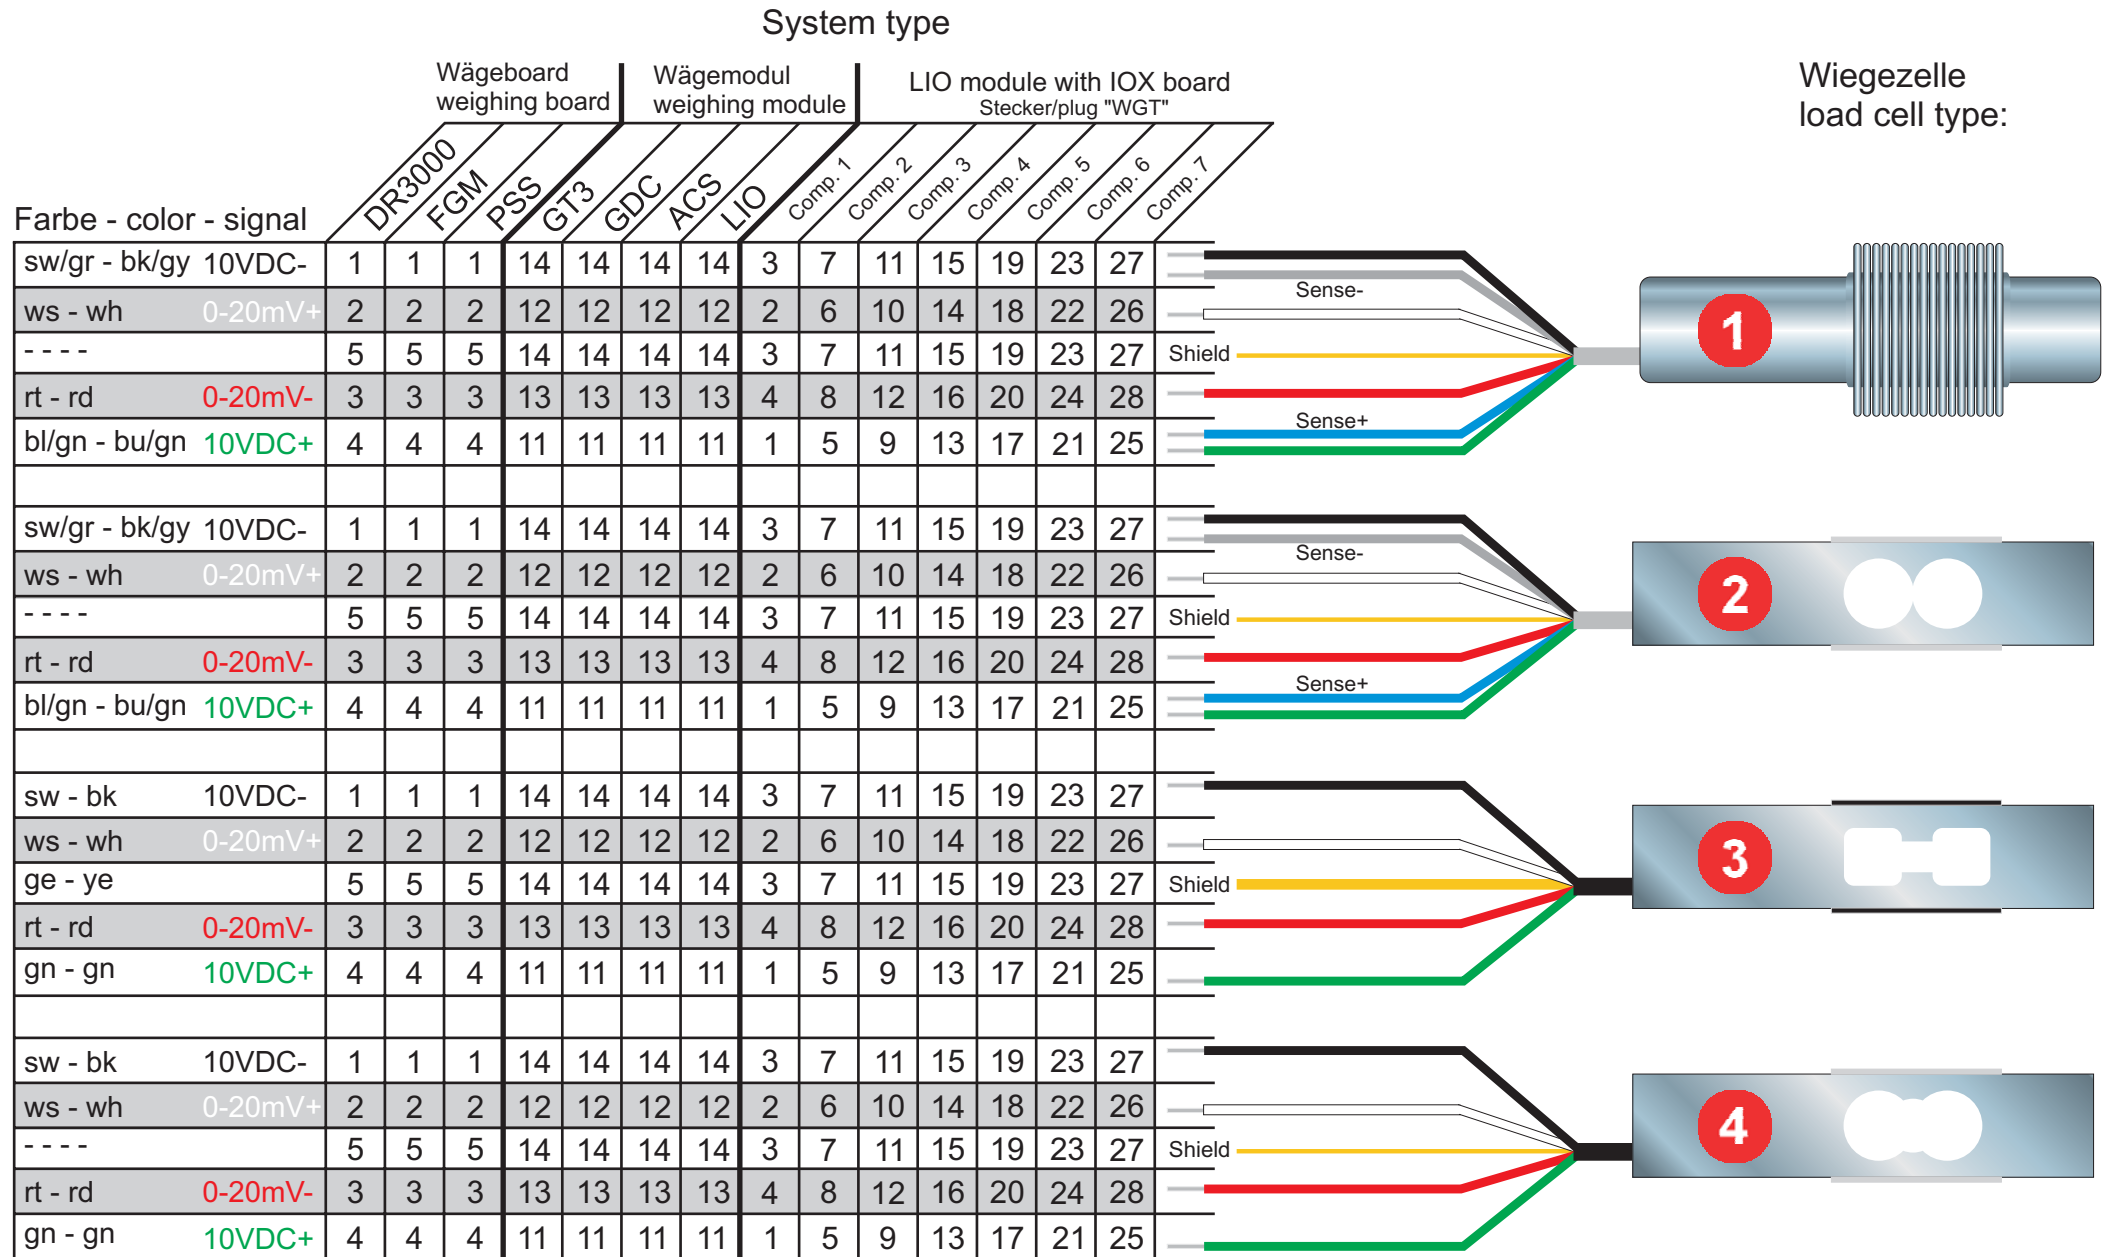 System type
Wägeboard
weighing board
Wägemodul
weighing module
LIO module with IOX board
Stecker/plug "WGT"
Wiegezelle
load cell type:
DR3000 FGM PSS GT3 GDC ACS LIO Comp. 1 Comp. 2 Comp. 3 Comp. 4 Comp. 5 Comp. 6 Comp. 7
Farbe - color - signal
sw/gr - bk/gy 10VDC- 1 1 1 14 14 14 14 3 7 11 15 19 23 27
Sense-
ws - wh 0-20mV+ 2 2 2 12 12 12 12 2 6 10 14 18 22 26
1
- - - - 5 5 5 14 14 14 14 3 7 11 15 19 23 27 Shield
rt - rd 0-20mV- 3 3 3 13 13 13 13 4 8 12 16 20 24 28
Sense+
bl/gn - bu/gn 10VDC+ 4 4 4 11 11 11 11 1 5 9 13 17 21 25
sw/gr - bk/gy 10VDC- 1 1 1 14 14 14 14 3 7 11 15 19 23 27
Sense-
ws - wh 0-20mV+ 2 2 2 12 12 12 12 2 6 10 14 18 22 26
2
- - - - 5 5 5 14 14 14 14 3 7 11 15 19 23 27 Shield
rt - rd 0-20mV- 3 3 3 13 13 13 13 4 8 12 16 20 24 28
Sense+
bl/gn - bu/gn 10VDC+ 4 4 4 11 11 11 11 1 5 9 13 17 21 25
sw - bk 10VDC- 1 1 1 14 14 14 14 3 7 11 15 19 23 27
ws - wh 0-20mV+ 2 2 2 12 12 12 12 2 6 10 14 18 22 26
3
ge - ye 5 5 5 14 14 14 14 3 7 11 15 19 23 27 Shield
rt - rd 0-20mV- 3 3 3 13 13 13 13 4 8 12 16 20 24 28
gn - gn 10VDC+ 4 4 4 11 11 11 11 1 5 9 13 17 21 25
sw - bk 10VDC- 1 1 1 14 14 14 14 3 7 11 15 19 23 27
ws - wh 0-20mV+ 2 2 2 12 12 12 12 2 6 10 14 18 22 26
4
- - - - 5 5 5 14 14 14 14 3 7 11 15 19 23 27 Shield
rt - rd 0-20mV- 3 3 3 13 13 13 13 4 8 12 16 20 24 28
gn - gn 10VDC+ 4 4 4 11 11 11 11 1 5 9 13 17 21 25